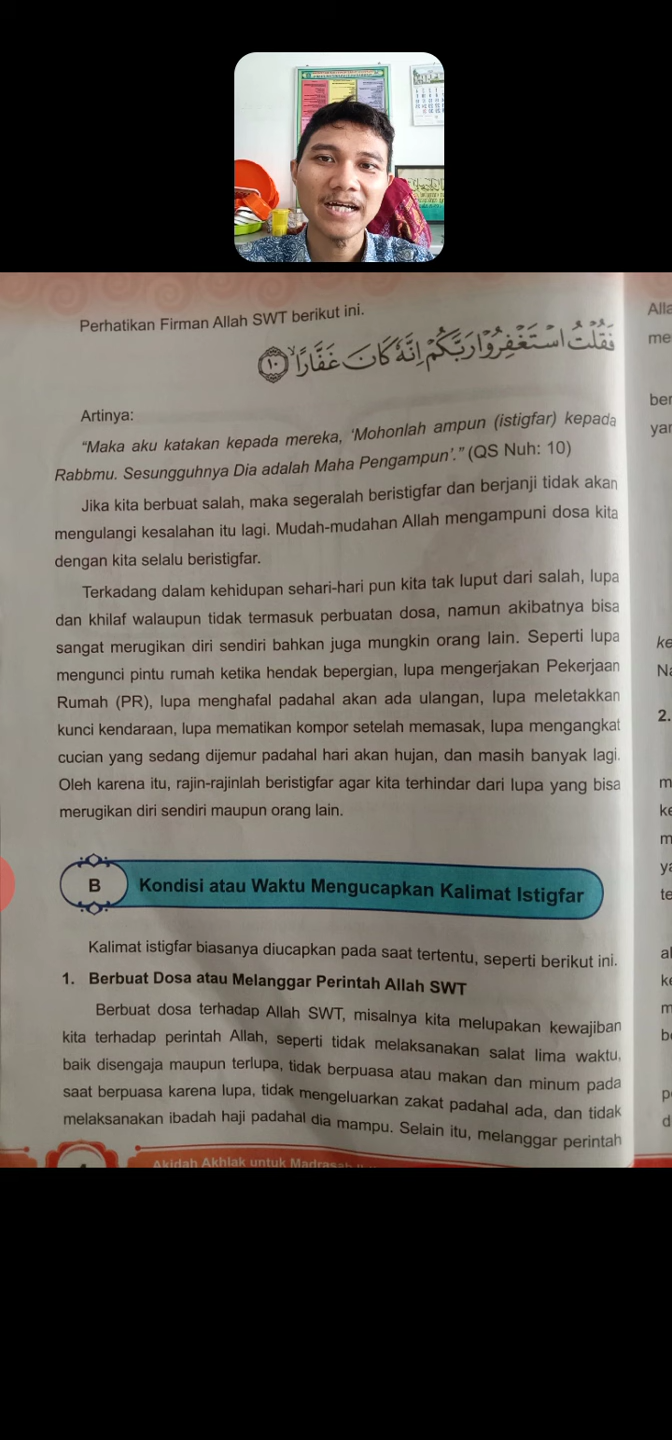 Perhatikan Firman Allah SWT berikut ini.
فَقُلْتُ اسْتَغْفِرُوْا رَبَّكُمْ اِنَّهٗ كَانَ غَفَّارًاۙ ١٠
Artinya:
“Maka aku katakan kepada mereka, ‘Mohonlah ampun (istigfar) kepada
Rabbmu. Sesungguhnya Dia adalah Maha Pengampun’.” (QS Nuh: 10)
Jika kita berbuat salah, maka segeralah beristigfar dan berjanji tidak akan
mengulangi kesalahan itu lagi. Mudah-mudahan Allah mengampuni dosa kita
dengan kita selalu beristigfar.
Terkadang dalam kehidupan sehari-hari pun kita tak luput dari salah, lupa
dan khilaf walaupun tidak termasuk perbuatan dosa, namun akibatnya bisa
sangat merugikan diri sendiri bahkan juga mungkin orang lain. Seperti lupa
mengunci pintu rumah ketika hendak bepergian, lupa mengerjakan Pekerjaan
Rumah (PR), lupa menghafal padahal akan ada ulangan, lupa meletakkan
kunci kendaraan, lupa mematikan kompor setelah memasak, lupa mengangkat
cucian yang sedang dijemur padahal hari akan hujan, dan masih banyak lagi.
Oleh karena itu, rajin-rajinlah beristigfar agar kita terhindar dari lupa yang bisa
merugikan diri sendiri maupun orang lain.
B Kondisi atau Waktu Mengucapkan Kalimat Istigfar
Kalimat istigfar biasanya diucapkan pada saat tertentu, seperti berikut ini.
1. Berbuat Dosa atau Melanggar Perintah Allah SWT
Berbuat dosa terhadap Allah SWT, misalnya kita melupakan kewajiban
kita terhadap perintah Allah, seperti tidak melaksanakan salat lima waktu,
baik disengaja maupun terlupa, tidak berpuasa atau makan dan minum pada
saat berpuasa karena lupa, tidak mengeluarkan zakat padahal ada, dan tidak
melaksanakan ibadah haji padahal dia mampu. Selain itu, melanggar perintah
Akidah Akhlak untuk
2.